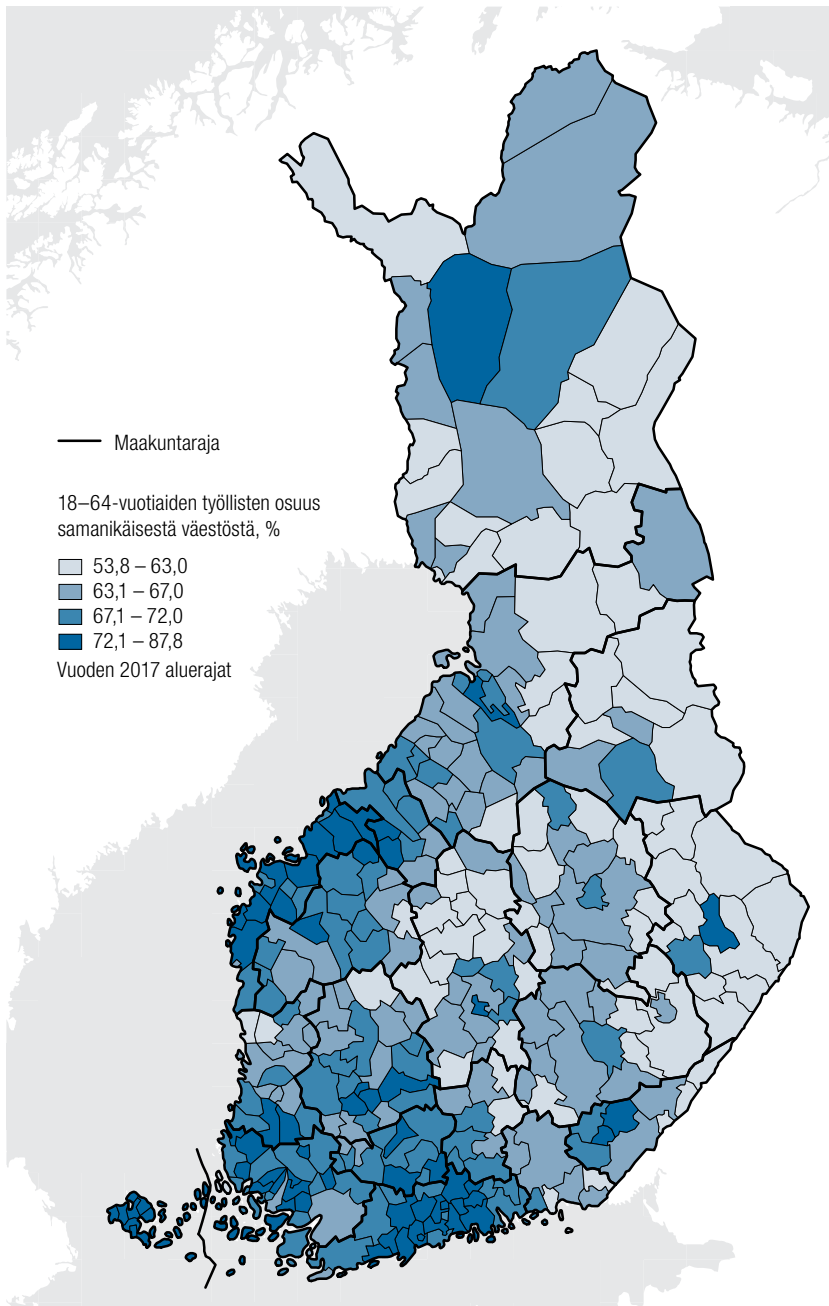 Maakuntaraja
18–64-vuotiaiden työllisten osuus
samanikäisestä väestöstä, %
53,8 – 63,0
63,1 – 67,0
67,1 – 72,0
72,1 – 87,8
Vuoden 2017 aluerajat